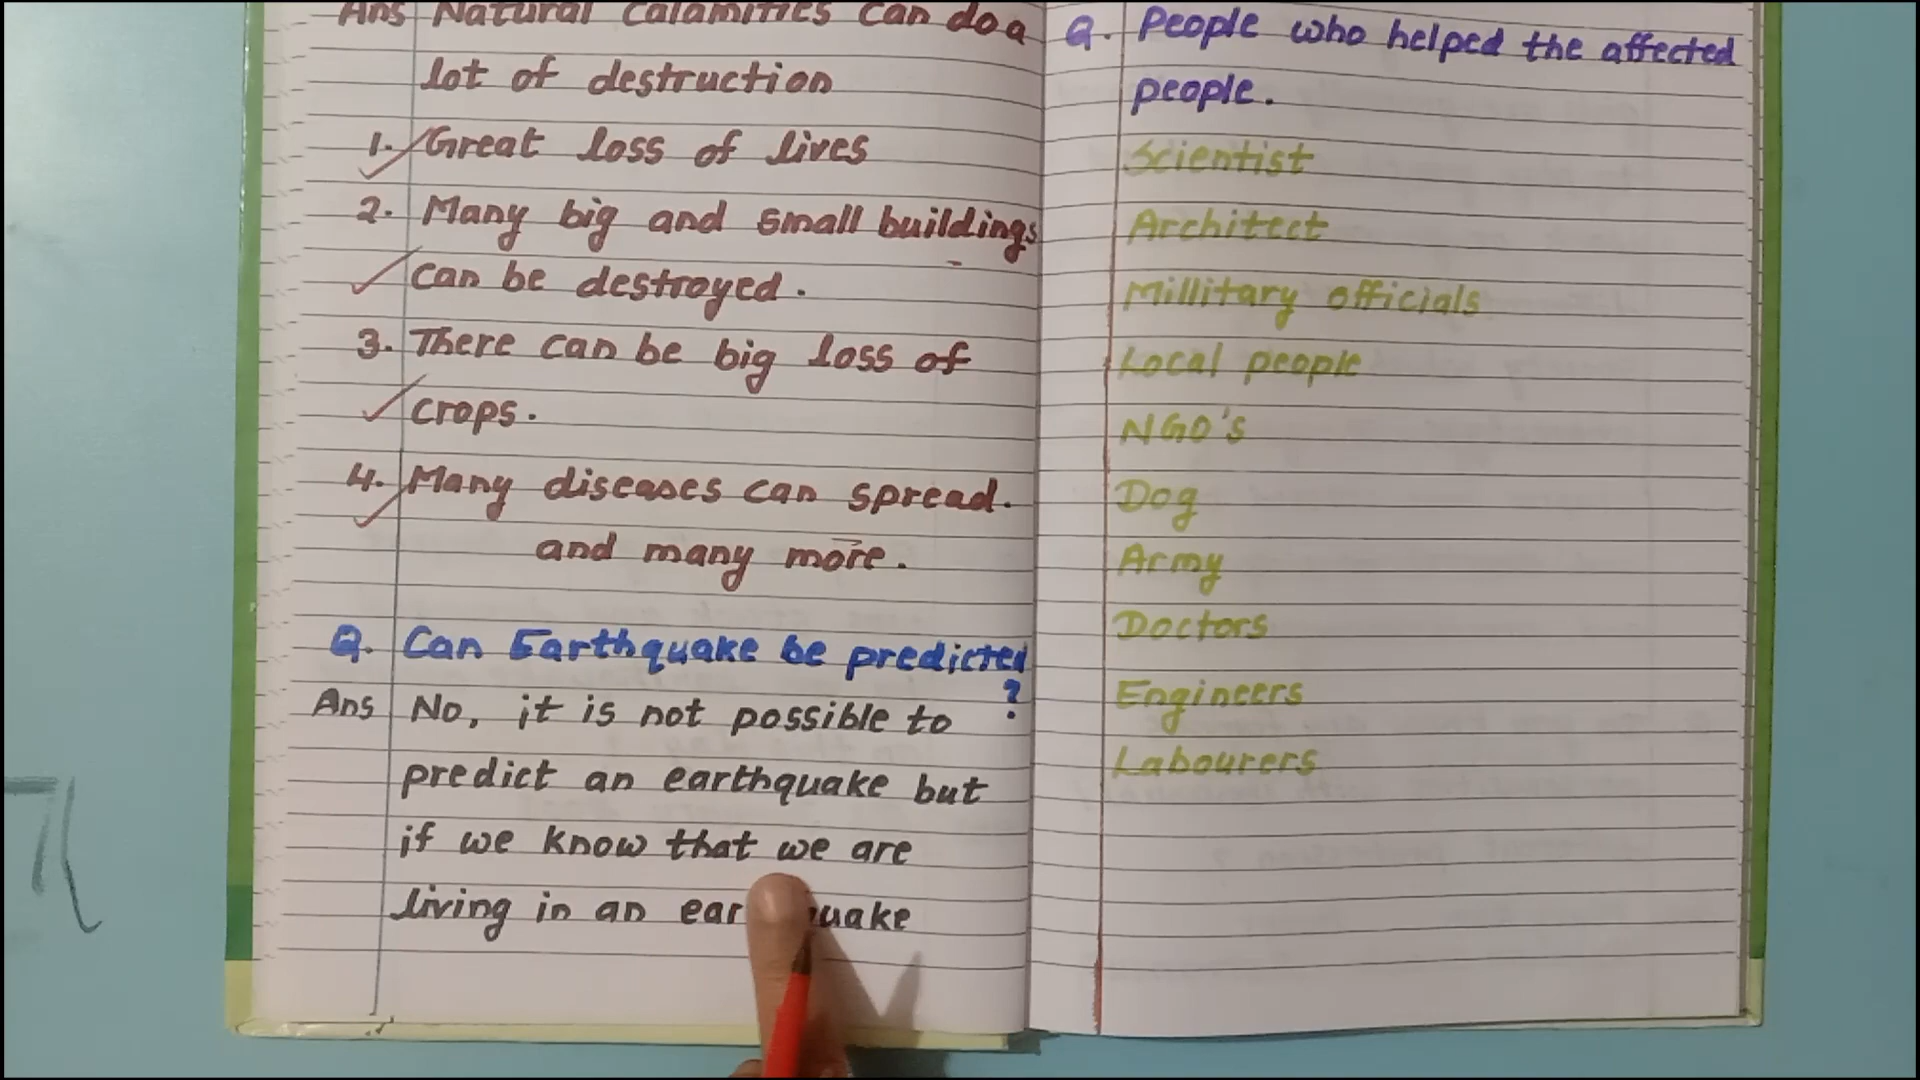 Ans Natural Calamities can do a
lot of destruction
1. Great loss of lives
2. Many big and small buildings
can be destroyed.
3. There can be big loss of
crops.
4. Many diseases can spread.
and many more.
Q. Can Earthquake be predicted
?
Ans No, it is not possible to
predict an earthquake but
if we know that we are
living in an ear quake
Q. People who helped the affected
people.
Scientist
Architect
Millitary officials
Local people
NGO's
Dog
Army
Doctors
Engineers
Labourers